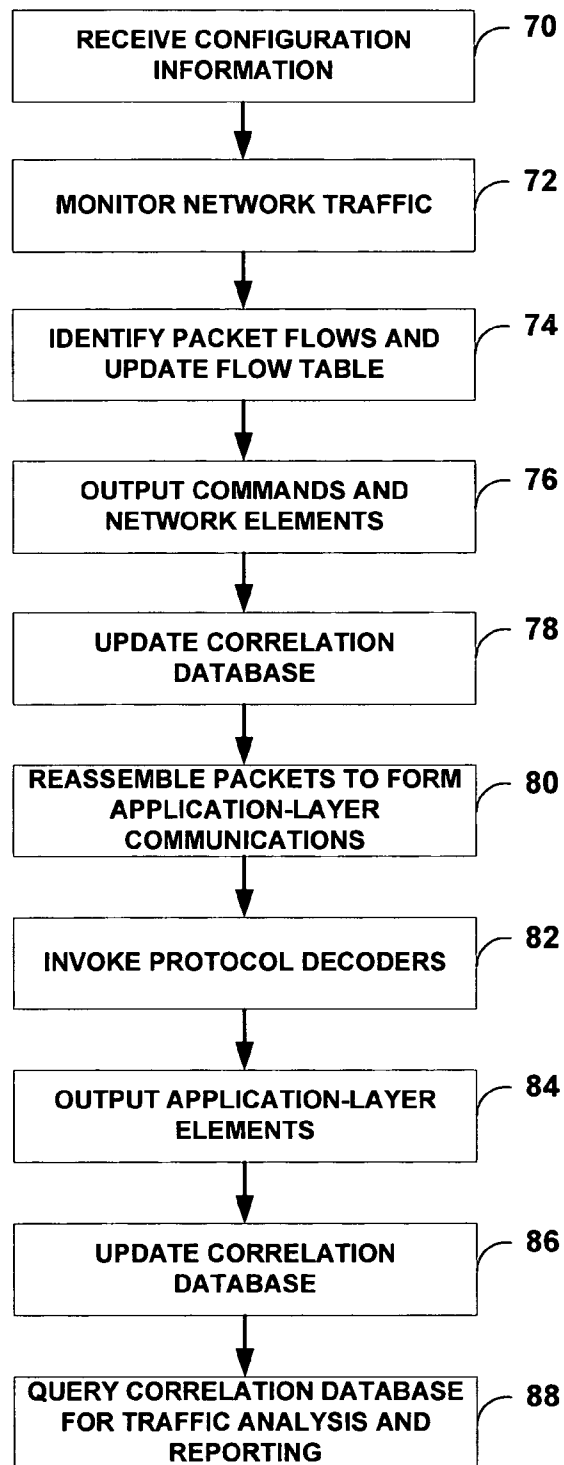 RECEIVE CONFIGURATION
INFORMATION
70
MONITOR NETWORK TRAFFIC
72
IDENTIFY PACKET FLOWS AND
UPDATE FLOW TABLE
74
OUTPUT COMMANDS AND
NETWORK ELEMENTS
76
UPDATE CORRELATION
DATABASE
78
REASSEMBLE PACKETS TO FORM
APPLICATION-LAYER
COMMUNICATIONS
80
INVOKE PROTOCOL DECODERS
82
OUTPUT APPLICATION-LAYER
ELEMENTS
84
UPDATE CORRELATION
DATABASE
86
QUERY CORRELATION DATABASE
FOR TRAFFIC ANALYSIS AND
REPORTING
88